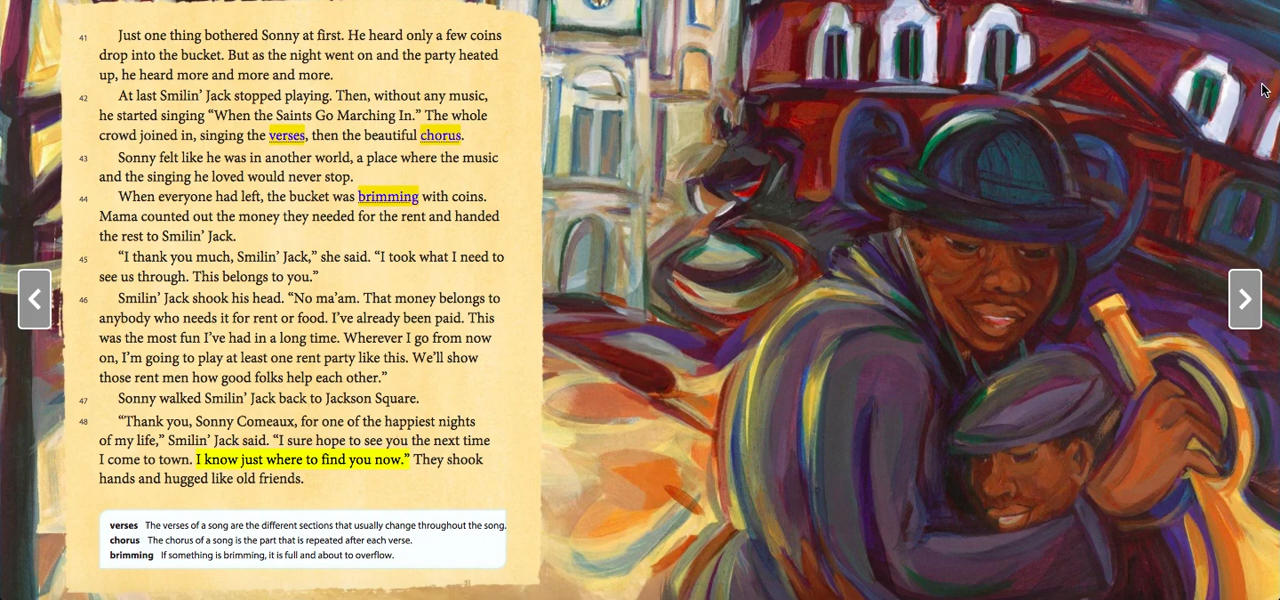 41 Just one thing bothered Sonny at first. He heard only a few coins
drop into the bucket. But as the night went on and the party heated
up, he heard more and more and more.
42 At last Smilin’ Jack stopped playing. Then, without any music,
he started singing “When the Saints Go Marching In.” The whole
crowd joined in, singing the verses, then the beautiful chorus.
43 Sonny felt like he was in another world, a place where the music
and the singing he loved would never stop.
44 When everyone had left, the bucket was brimming with coins.
Mama counted out the money they needed for the rent and handed
the rest to Smilin’ Jack.
45 “I thank you much, Smilin’ Jack,” she said. “I took what I need to
see us through. This belongs to you.”
46 Smilin’ Jack shook his head. “No ma’am. That money belongs to
anybody who needs it for rent or food. I’ve already been paid. This
was the most fun I’ve had in a long time. Wherever I go from now
on, I’m going to play at least one rent party like this. We’ll show
those rent men how good folks help each other.”
47 Sonny walked Smilin’ Jack back to Jackson Square.
48 “Thank you, Sonny Comeaux, for one of the happiest nights
of my life,” Smilin’ Jack said. “I sure hope to see you the next time
I come to town. I know just where to find you now.” They shook
hands and hugged like old friends.
verses The verses of a song are the different sections that usually change throughout the song.
chorus The chorus of a song is the part that is repeated after each verse.
brimming If something is brimming, it is full and about to overflow.